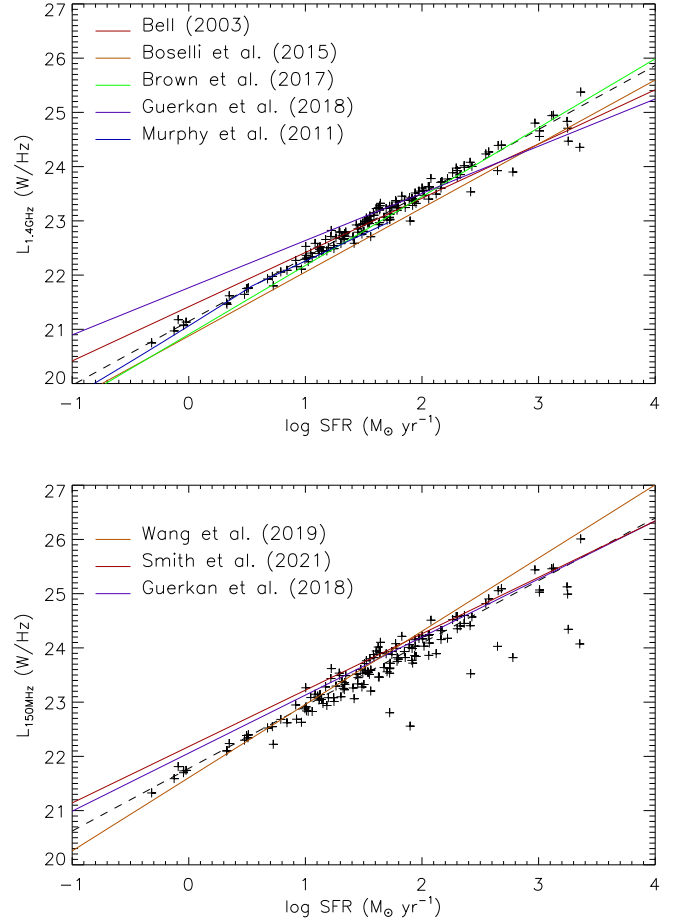 27
26
25
24
23
22
21
20
L1.4GHz (W/Hz)
Bell (2003)
Boselli et al. (2015)
Brown et al. (2017)
Guerkan et al. (2018)
Murphy et al. (2011)
−1 0 1 2 3 4
log SFR (M⊙ yr⁻¹)
27
26
25
24
23
22
21
20
L150MHz (W/Hz)
Wang et al. (2019)
Smith et al. (2021)
Guerkan et al. (2018)
−1 0 1 2 3 4
log SFR (M⊙ yr⁻¹)